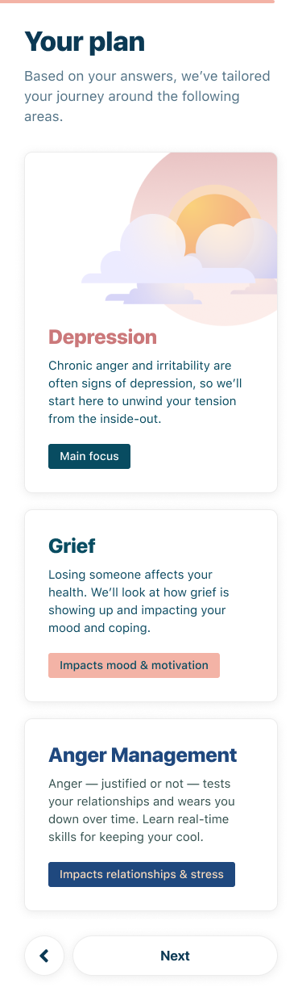 Your plan
Based on your answers, we’ve tailored
your journey around the following
areas.
Depression
Chronic anger and irritability are
often signs of depression, so we’ll
start here to unwind your tension
from the inside-out.
Main focus
Grief
Losing someone affects your
health. We’ll look at how grief is
showing up and impacting your
mood and coping.
Impacts mood & motivation
Anger Management
Anger — justified or not — tests
your relationships and wears you
down over time. Learn real-time
skills for keeping your cool.
Impacts relationships & stress
Next